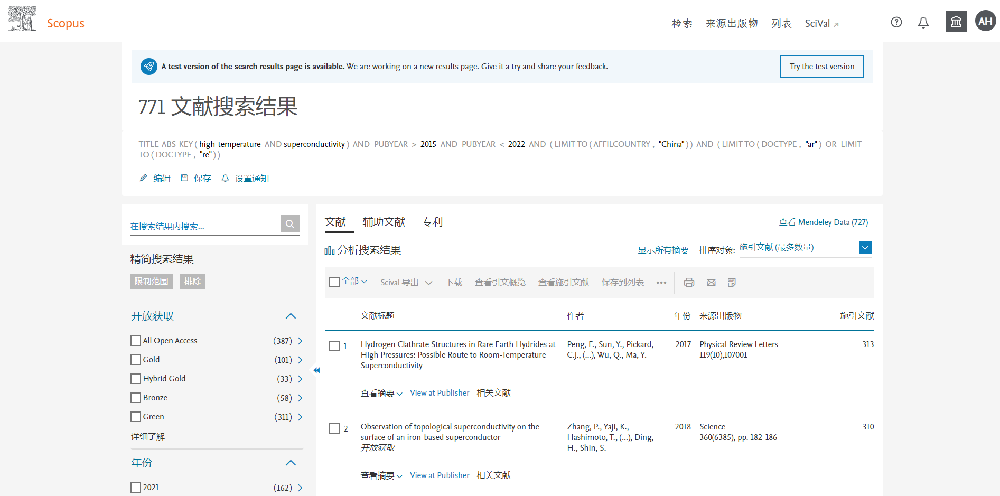 Scopus
检索 来源出版物 列表 SciVal ↗
AH
A test version of the search results page is available. We are working on a new results page. Give it a try and share your feedback.
Try the test version
771 文献搜索结果
TITLE-ABS-KEY ( high-temperature AND superconductivity ) AND PUBYEAR > 2015 AND PUBYEAR < 2022 AND ( LIMIT-TO ( AFFILCOUNTRY , "China" ) ) AND ( LIMIT-TO ( DOCTYPE , "ar" ) OR LIMIT-
TO ( DOCTYPE , "re" ) )
编辑 保存 设置通知
在搜索结果内搜索...
精简搜索结果
限制范围 排除
开放获取
All Open Access (387)
Gold (101)
Hybrid Gold (33)
Bronze (58)
Green (311)
详细了解
年份
2021 (162)
文献 辅助文献 专利
查看 Mendeley Data (727)
分析搜索结果
显示所有摘要 排序对象: 施引文献 (最多数量)
全部 Scival 导出 下载 查看引文概览 查看施引文献 保存到列表 •••
文献标题 作者 年份 来源出版物 施引文献
1 Hydrogen Clathrate Structures in Rare Earth Hydrides at Peng, F., Sun, Y., Pickard, 2017 Physical Review Letters 313
High Pressures: Possible Route to Room-Temperature C.J., (...), Wu, Q., Ma, Y. 119(10),107001
Superconductivity
查看摘要 View at Publisher 相关文献
2 Observation of topological superconductivity on the Zhang, P., Yaji, K., 2018 Science 310
surface of an iron-based superconductor Hashimoto, T., (...), Ding, 360(6385), pp. 182-186
开放获取 H., Shin, S.
查看摘要 View at Publisher 相关文献